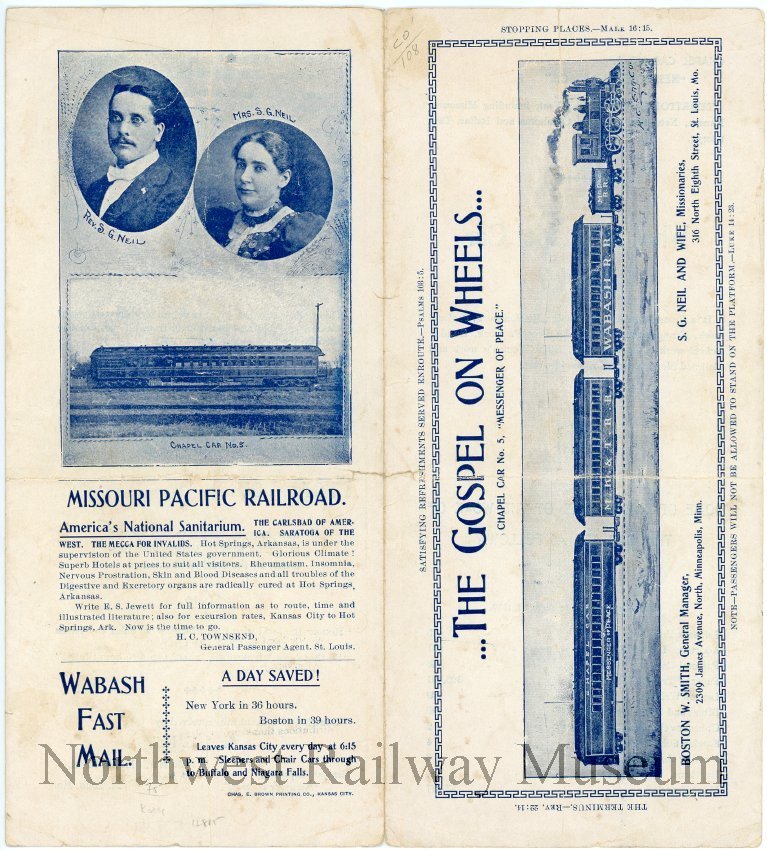 REV. S. G. NEIL
MRS. S. G. NEIL
CHAPEL CAR NO. 5.
MISSOURI PACIFIC RAILROAD.
America's National Sanitarium. THE CARLSBAD OF AMER-
ICA. SARATOGA OF THE
WEST. THE MECCA FOR INVALIDS. Hot Springs, Arkansas, is under the
supervision of the United States government. Glorious Climate!
Superb Hotels at prices to suit all visitors. Rheumatism, Insomnia,
Nervous Prostration, Skin and Blood Diseases and all troubles of the
Digestive and Excretory organs are radically cured at Hot Springs,
Arkansas.
Write E. S. Jewett for full information as to route, time and
illustrated literature; also for excursion rates, Kansas City to Hot
Springs, Ark. Now is the time to go.
H. C. TOWNSEND,
General Passenger Agent, St. Louis.
WABASH
FAST
MAIL.
A DAY SAVED!
New York in 36 hours.
Boston in 39 hours.
Leaves Kansas City every day at 6:15
p. m. Sleepers and Chair Cars through
to Buffalo and Niagara Falls.
CHAS. E. BROWN PRINTING CO., KANSAS CITY.
CO/108
STOPPING PLACES.—MARK 16:15.
SATISFYING REFRESHMENTS SERVED ENROUTE.—PSALMS 103:5.
...THE GOSPEL ON WHEELS...
CHAPEL CAR No. 5, "MESSENGER OF PEACE."
CHAPEL CAR
MESSENGER OF PEACE
M. K. & T. R. R.
WABASH R. R.
R. R.
BOSTON W. SMITH, General Manager,
2309 James Avenue, North, Minneapolis, Minn.
S. G. NEIL AND WIFE, Missionaries,
316 North Eighth Street, St. Louis, Mo.
NOTE—PASSENGERS WILL NOT BE ALLOWED TO STAND ON THE PLATFORM.—LUKE 14:23.
THE TERMINUS.—REV. 22:14.
Northwest Railway Museum